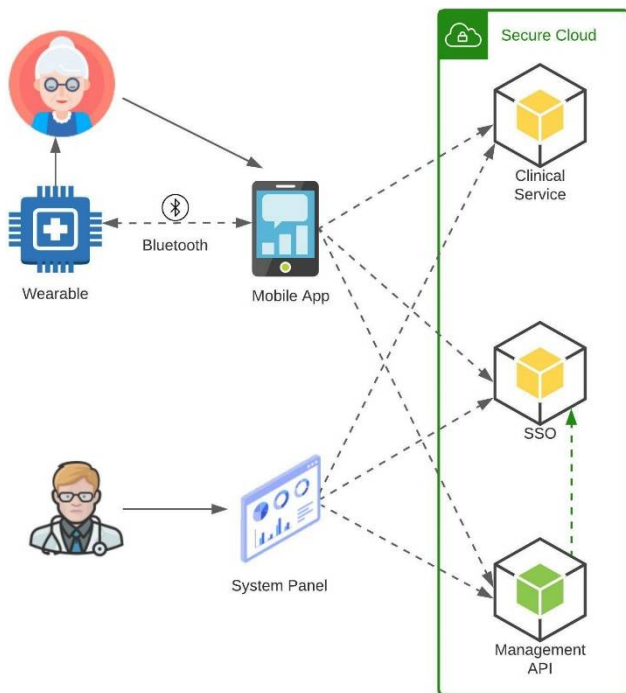 Secure Cloud
Clinical
Service
Bluetooth
Wearable
Mobile App
SSO
System Panel
Management
API